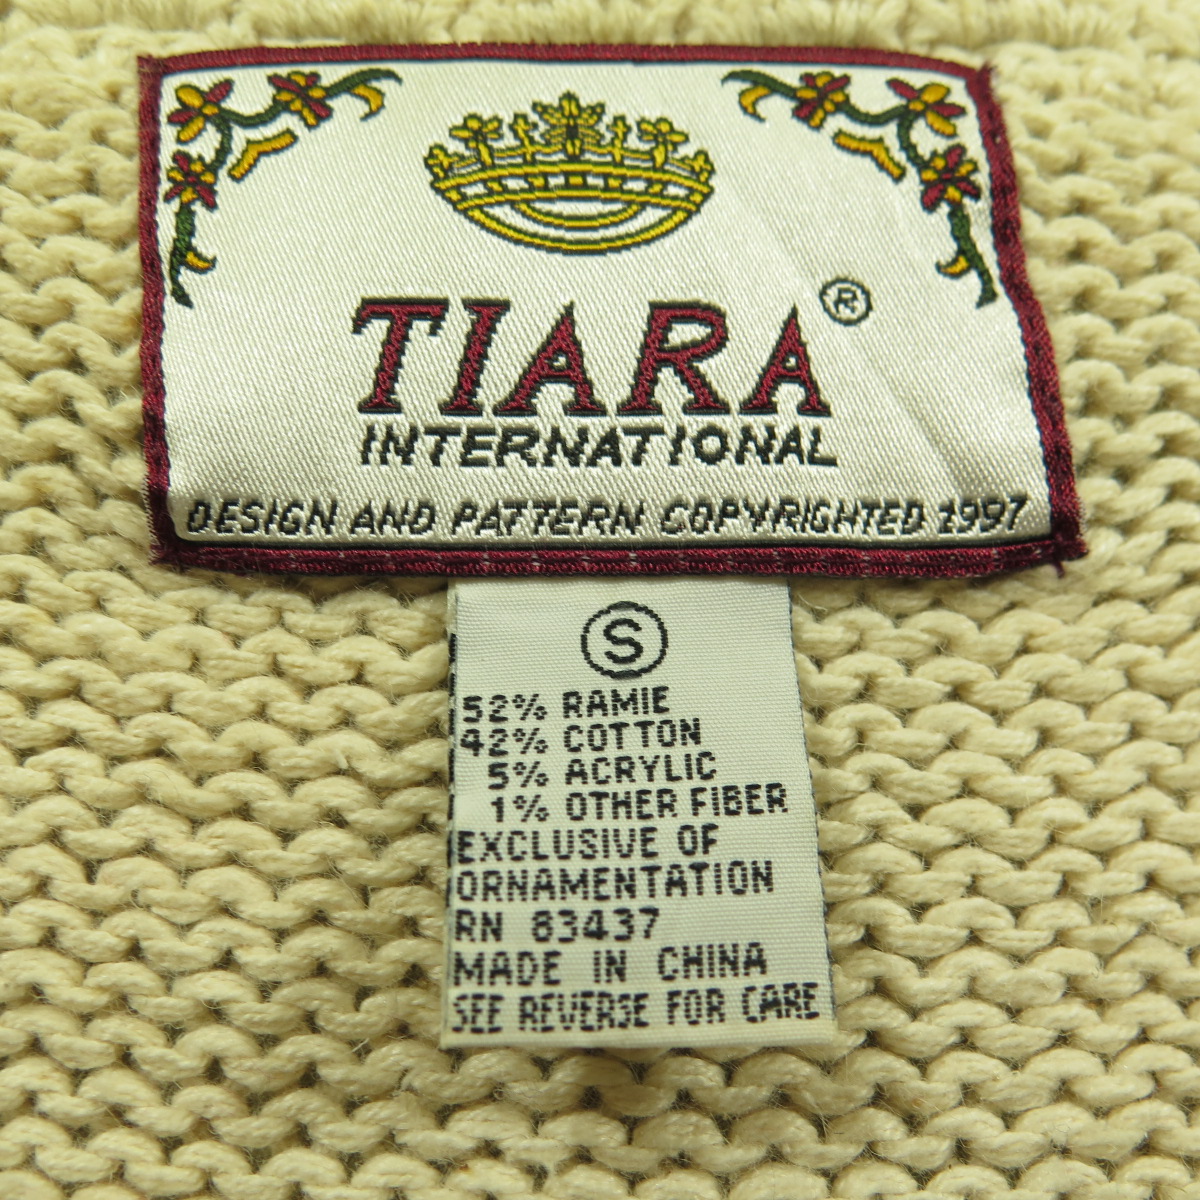 TIARA ®
INTERNATIONAL
DESIGN AND PATTERN COPYRIGHTED 1997
S
52% RAMIE
42% COTTON
5% ACRYLIC
1% OTHER FIBER
EXCLUSIVE OF
ORNAMENTATION
RN 83437
MADE IN CHINA
SEE REVERSE FOR CARE